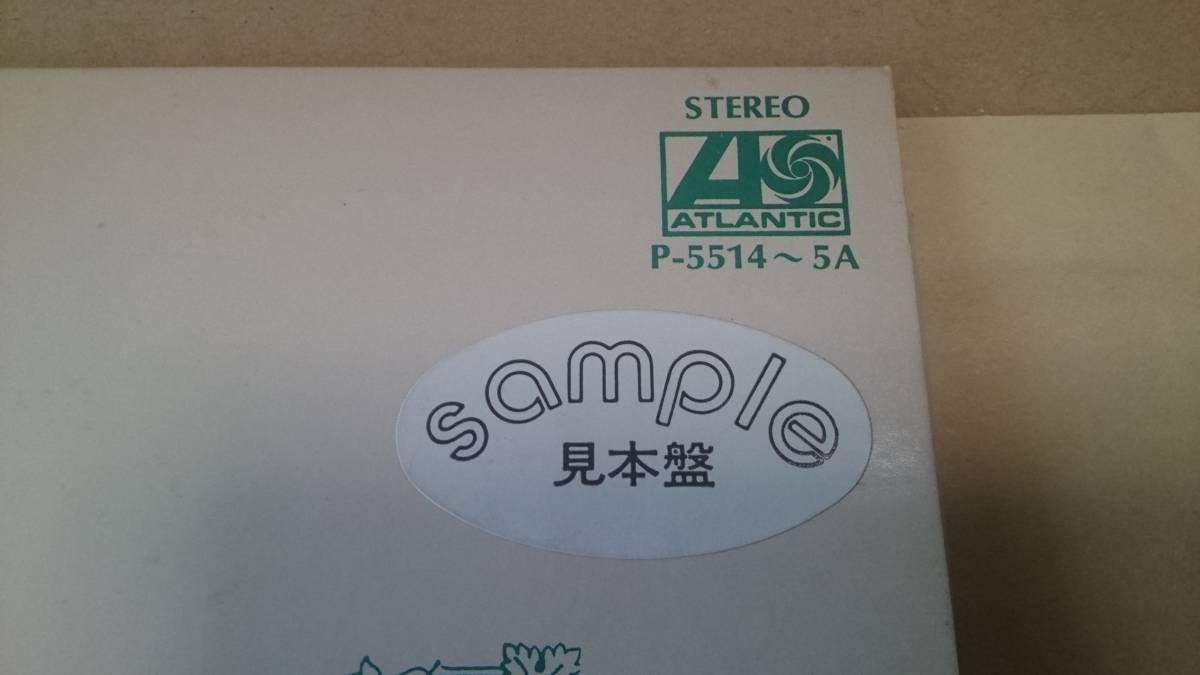 STEREO
ATLANTIC
P-5514~5A
sample
見本盤